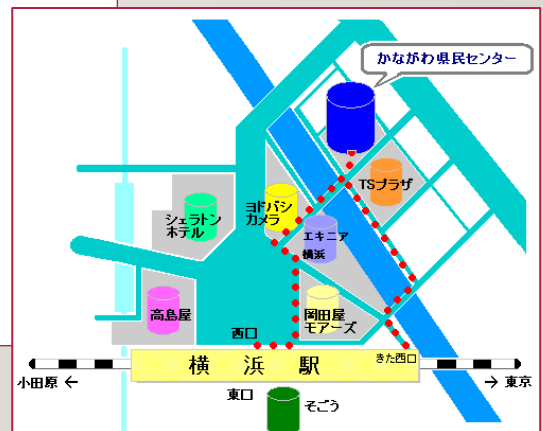 かながわ県民センター
TSプラザ
ヨドバシ
カメラ
シェラトン
ホテル
エキニア
横浜
高島屋
岡田屋
モアーズ
西口
きた西口
横浜駅
小田原 ←
→ 東京
東口
そごう